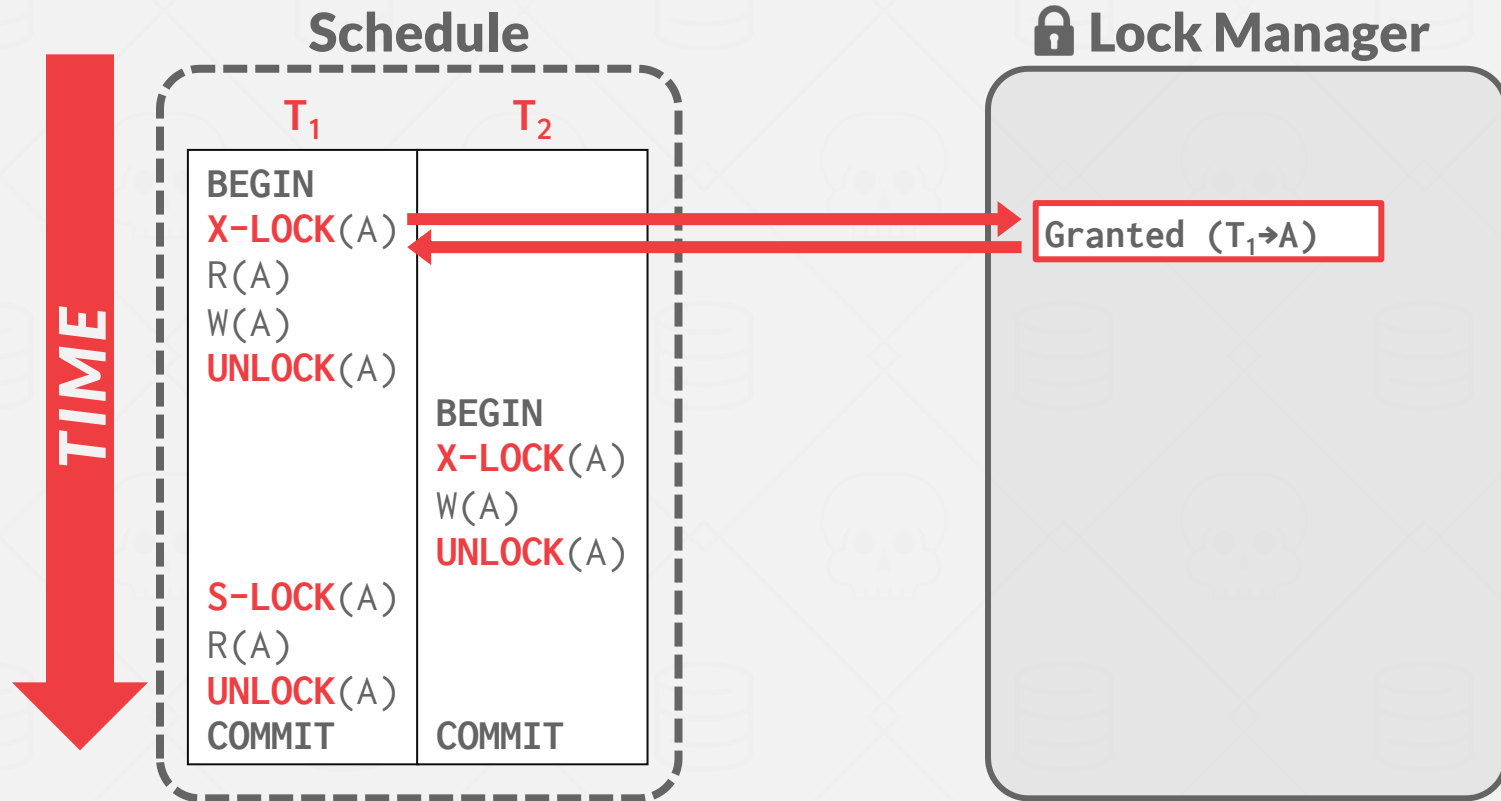 Schedule
Lock Manager
TIME
T₁ T₂
BEGIN
X-LOCK(A)
R(A)
W(A)
UNLOCK(A)
BEGIN
X-LOCK(A)
W(A)
UNLOCK(A)
S-LOCK(A)
R(A)
UNLOCK(A)
COMMIT COMMIT
Granted (T₁→A)